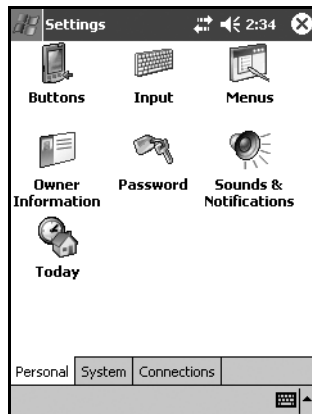 Settings 2:34
Buttons Input Menus
Owner Information Password Sounds & Notifications
Today
Personal System Connections